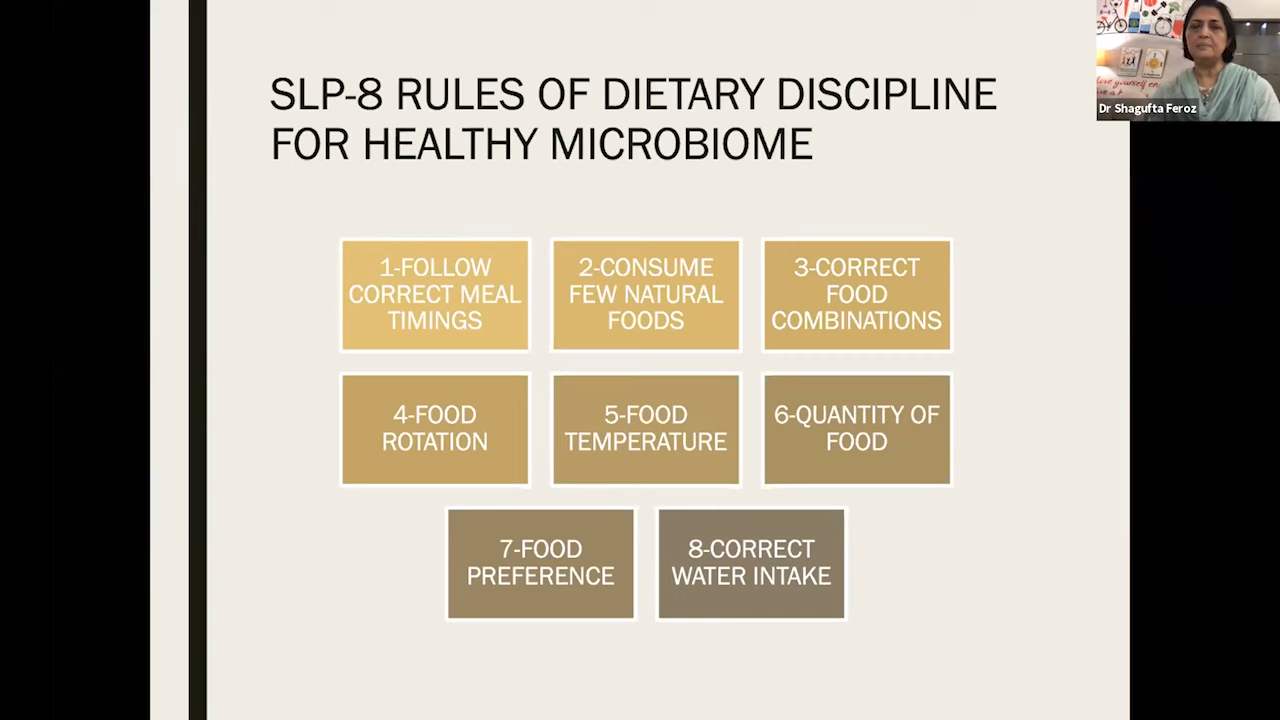 SLP-8 RULES OF DIETARY DISCIPLINE
FOR HEALTHY MICROBIOME
1-FOLLOW
CORRECT MEAL
TIMINGS
2-CONSUME
FEW NATURAL
FOODS
3-CORRECT
FOOD
COMBINATIONS
4-FOOD
ROTATION
5-FOOD
TEMPERATURE
6-QUANTITY OF
FOOD
7-FOOD
PREFERENCE
8-CORRECT
WATER INTAKE
yourself
Dr Shagufta Feroz